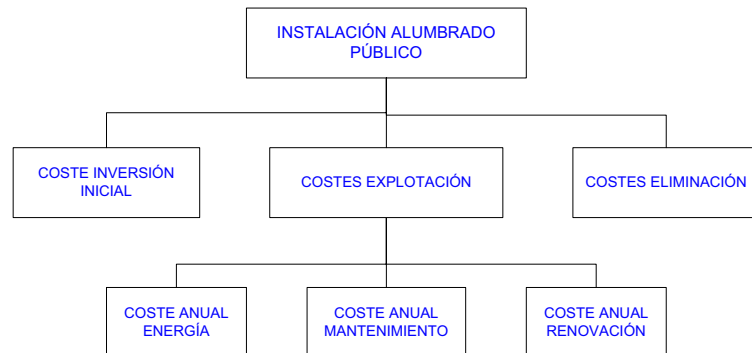 INSTALACIÓN ALUMBRADO
PÚBLICO
COSTE INVERSIÓN
INICIAL
COSTES EXPLOTACIÓN
COSTES ELIMINACIÓN
COSTE ANUAL
ENERGÍA
COSTE ANUAL
MANTENIMIENTO
COSTE ANUAL
RENOVACIÓN